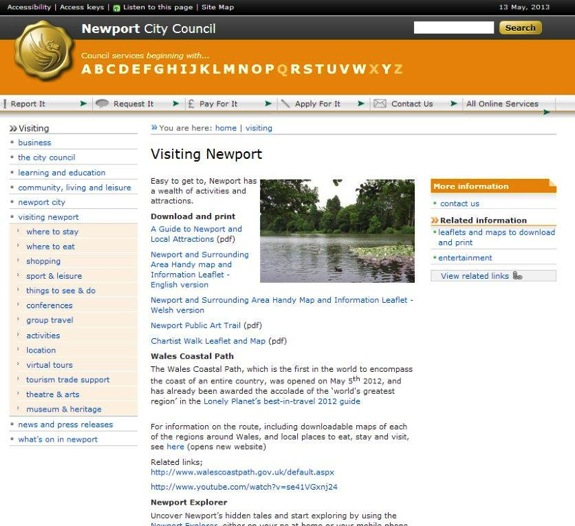 Accessibility | Access keys | Listen to this page | Site Map
13 May, 2013
Newport City Council
Search
Council services beginning with...
A B C D E F G H I J K L M N O P Q R S T U V W X Y Z
Report It
Request It
Pay For It
Apply For It
Contact Us
All Online Services
Visiting
business
the city council
learning and education
community, living and leisure
newport city
visiting newport
where to stay
where to eat
shopping
sport & leisure
things to see & do
conferences
group travel
activities
location
virtual tours
tourism trade support
theatre & arts
museum & heritage
news and press releases
what's on in newport
You are here: home | visiting
Visiting Newport
Easy to get to, Newport has
a wealth of activities and
attractions.
Download and print
A Guide to Newport and
Local Attractions (pdf)
Newport and Surrounding
Area Handy map and
Information Leaflet -
English version
Newport and Surrounding Area Handy Map and Information Leaflet -
Welsh version
Newport Public Art Trail (pdf)
Chartist Walk Leaflet and Map (pdf)
Wales Coastal Path
The Wales Coastal Path, which is the first in the world to encompass
the coast of an entire country, was opened on May 5th 2012, and
has already been awarded the accolade of the 'world's greatest
region' in the Lonely Planet's best-in-travel 2012 guide
For information on the route, including downloadable maps of each
of the regions around Wales, and local places to eat, stay and visit,
see here (opens new website)
Related links;
http://www.walescoastpath.gov.uk/default.aspx
http://www.youtube.com/watch?v=se41VGxnj24
Newport Explorer
Uncover Newport's hidden tales and start exploring by using the
Newport Explorer, either on your pc at home or your mobile phone
More information
contact us
Related information
leaflets and maps to download
and print
entertainment
View related links